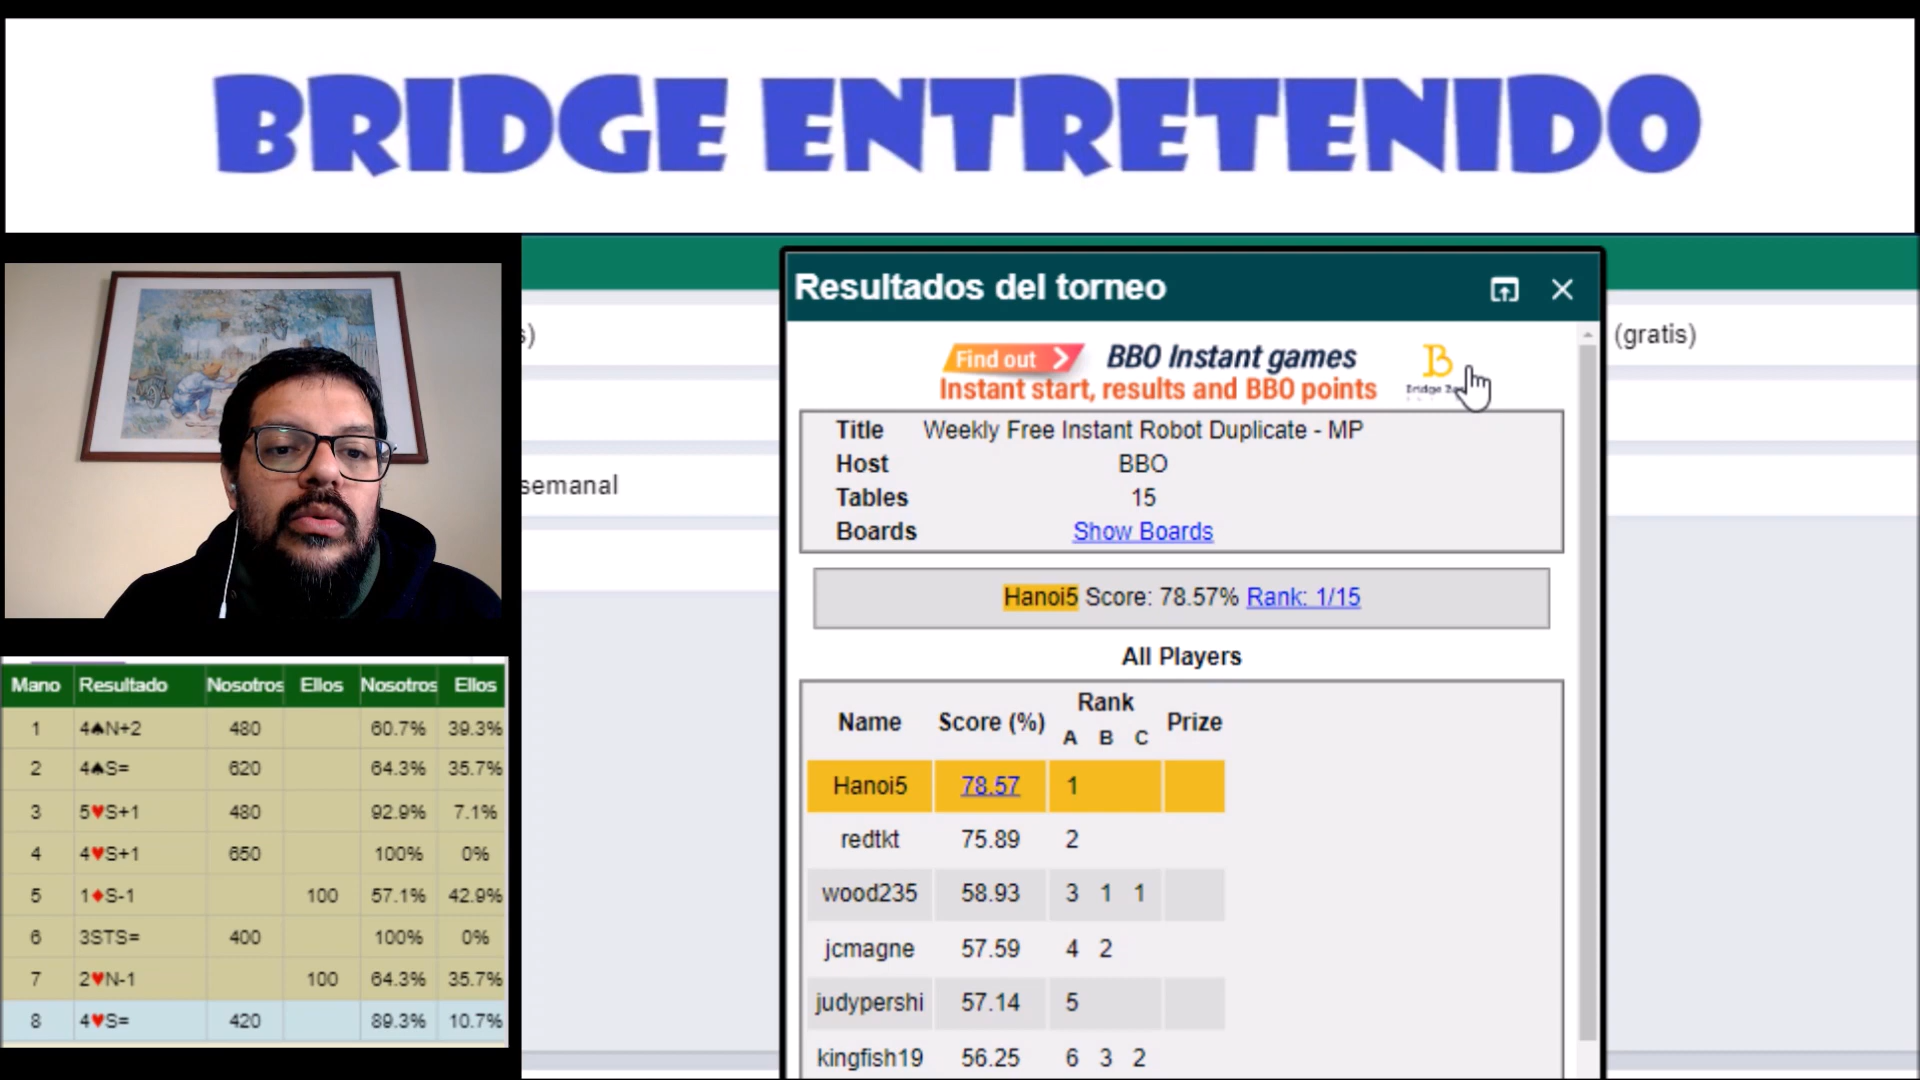 BRIDGE ENTRETENIDO
Resultados del torneo
s)
(gratis)
semanal
Find out
BBO Instant games
Instant start, results and BBO points
B
Title Weekly Free Instant Robot Duplicate - MP
Host BBO
Tables 15
Boards Show Boards
Hanoi5 Score: 78.57% Rank: 1/15
All Players
Name Score (%) Rank Prize
A B C
Hanoi5 78.57 1
redtkt 75.89 2
wood235 58.93 3 1 1
jcmagne 57.59 4 2
judypershi 57.14 5
kingfish19 56.25 6 3 2
Mano Resultado Nosotros Ellos Nosotros Ellos
1 4♠N+2 480 60.7% 39.3%
2 4♠S= 620 64.3% 35.7%
3 5♥S+1 480 92.9% 7.1%
4 4♥S+1 650 100% 0%
5 1♦S-1 100 57.1% 42.9%
6 3STS= 400 100% 0%
7 2♥N-1 100 64.3% 35.7%
8 4♥S= 420 89.3% 10.7%